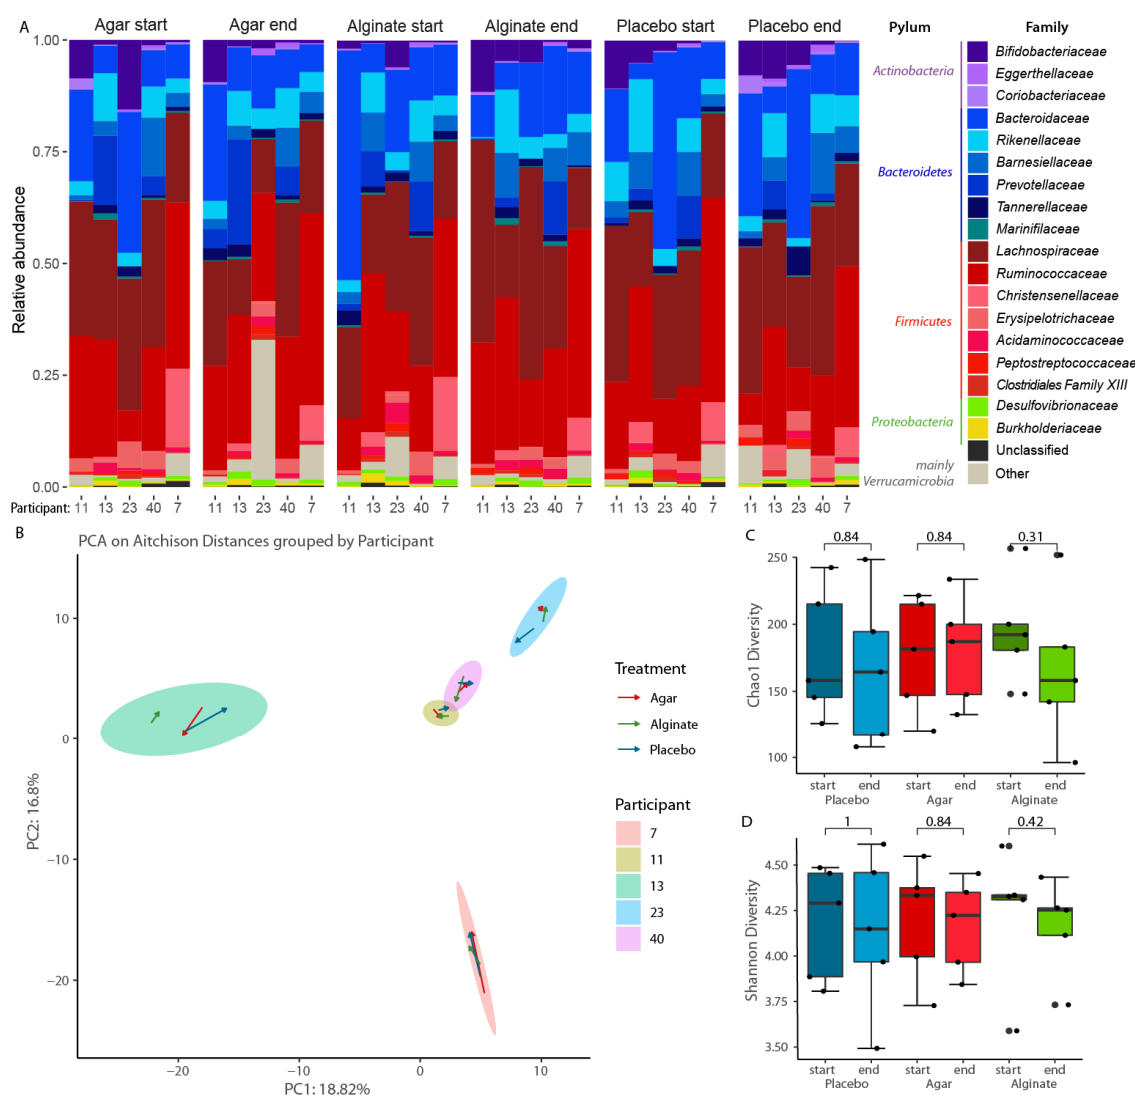 A
Agar start
Agar end
Alginate start
Alginate end
Placebo start
Placebo end
Pylum
Family
Relative abundance
1.00
0.75
0.50
0.25
0.00
Actinobacteria
Bacteroidetes
Firmicutes
Proteobacteria
mainly
Verrucamicrobia
Bifidobacteriaceae
Eggerthellaceae
Coriobacteriaceae
Bacteroidaceae
Rikenellaceae
Barnesiellaceae
Prevotellaceae
Tannerellaceae
Marinifilaceae
Lachnospiraceae
Ruminococcaceae
Christensenellaceae
Erysipelotrichaceae
Acidaminococcaceae
Peptostreptococcaceae
Clostridiales Family XIII
Desulfovibrionaceae
Burkholderiaceae
Unclassified
Other
Participant: 11 13 23 40 7 11 13 23 40 7 11 13 23 40 7 11 13 23 40 7 11 13 23 40 7 11 13 23 40 7
B
PCA on Aitchison Distances grouped by Participant
PC2: 16.8%
10
0
−10
−20
−20 0 10
PC1: 18.82%
Treatment
Agar
Alginate
Placebo
Participant
7
11
13
23
40
C
0.84 0.84 0.31
Chao1 Diversity
250
200
150
100
start end start end start end
Placebo Agar Alginate
D
1 0.84 0.42
Shannon Diversity
4.50
4.25
4.00
3.75
3.50
start end start end start end
Placebo Agar Alginate